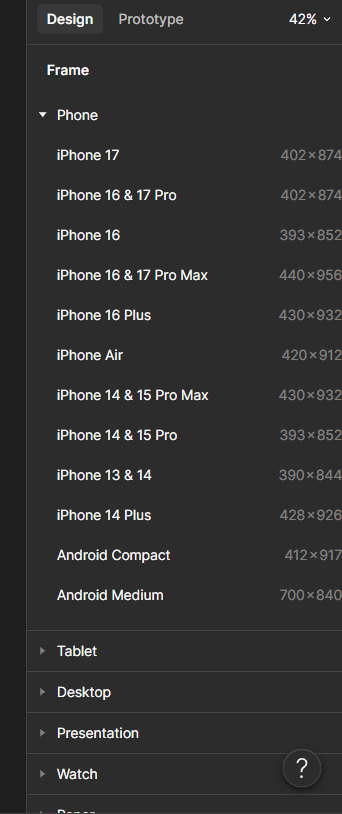 Design Prototype 42%
Frame
Phone
iPhone 17 402×874
iPhone 16 & 17 Pro 402×874
iPhone 16 393×852
iPhone 16 & 17 Pro Max 440×956
iPhone 16 Plus 430×932
iPhone Air 420×912
iPhone 14 & 15 Pro Max 430×932
iPhone 14 & 15 Pro 393×852
iPhone 13 & 14 390×844
iPhone 14 Plus 428×926
Android Compact 412×917
Android Medium 700×840
Tablet
Desktop
Presentation
Watch
?